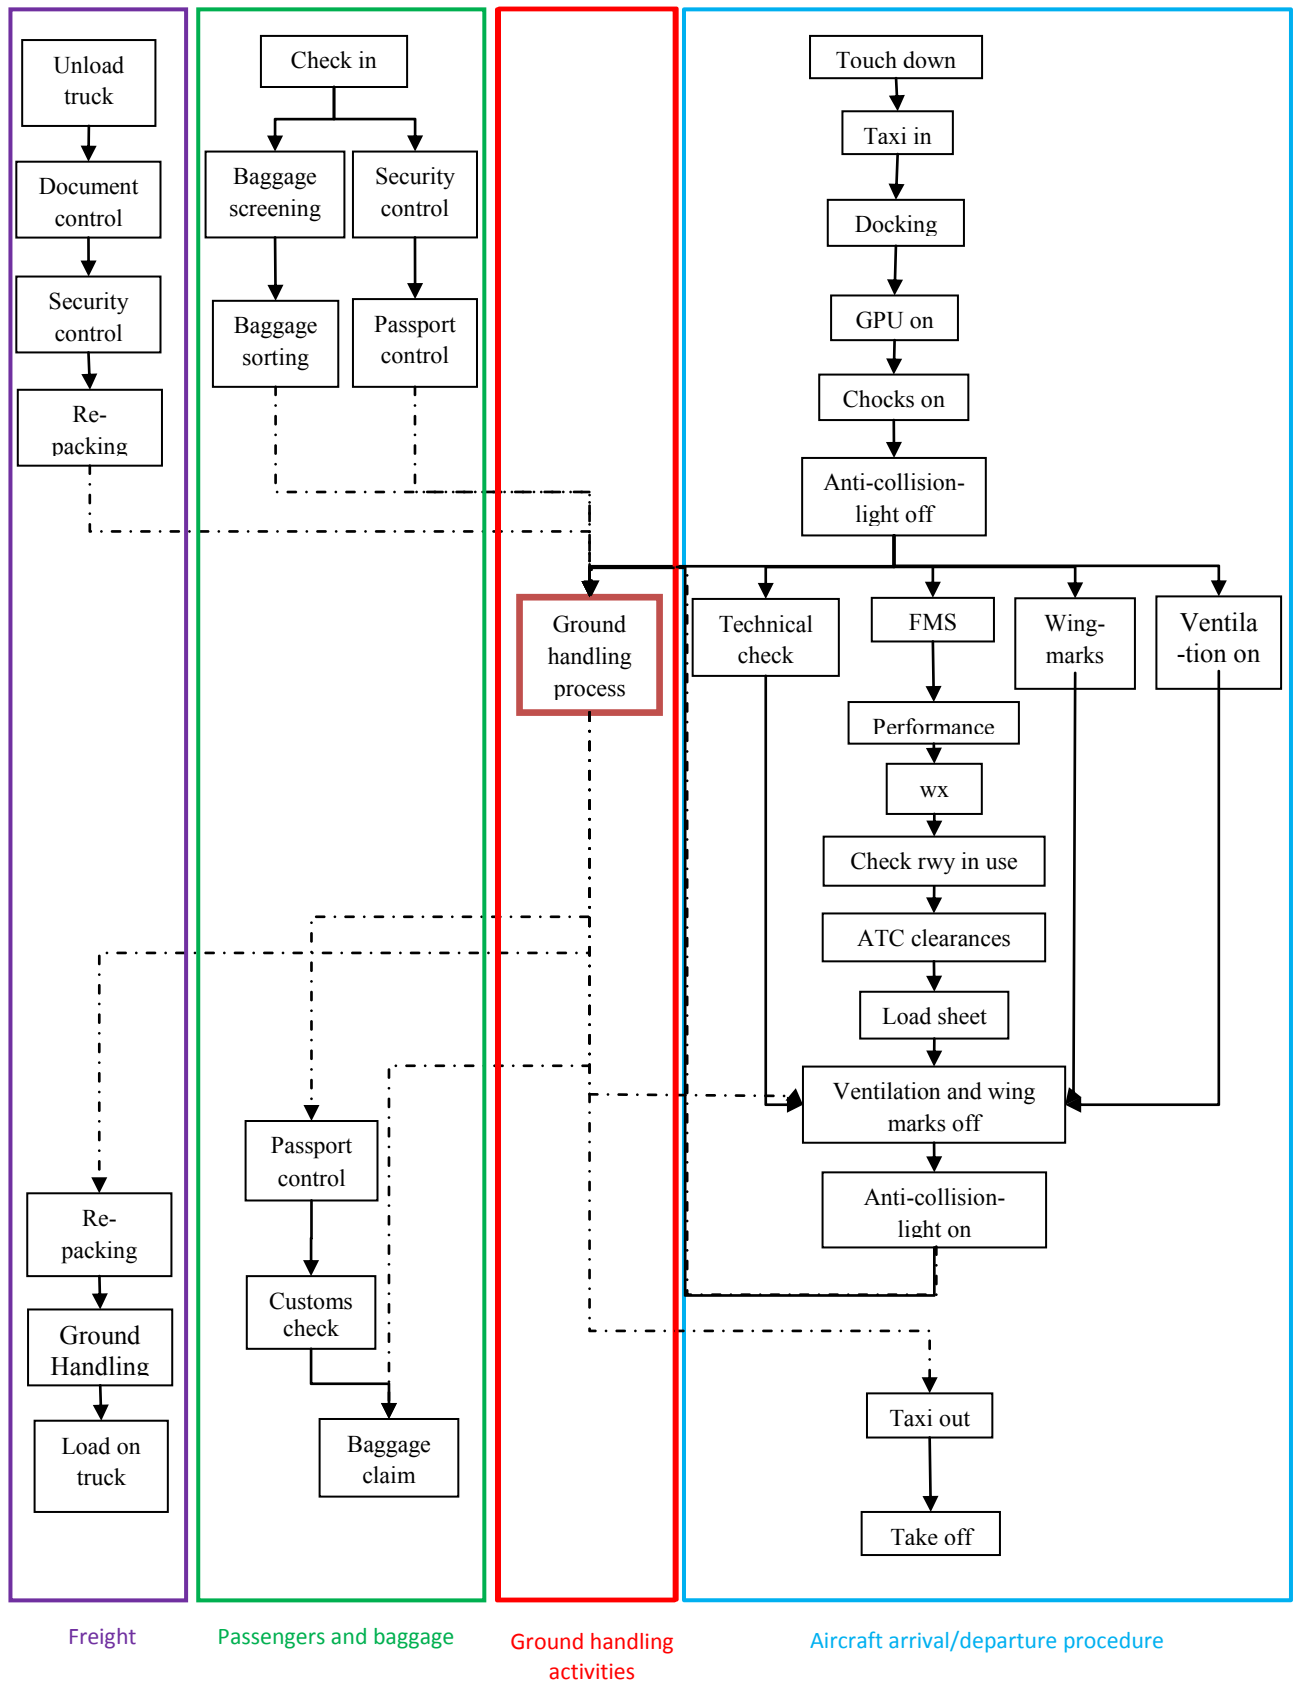 Unload
truck
Document
control
Security
control
Re-
packing
Re-
packing
Ground
Handling
Load on
truck
Check in
Baggage
screening
Security
control
Baggage
sorting
Passport
control
Passport
control
Customs
check
Baggage
claim
Ground
handling
process
Touch down
Taxi in
Docking
GPU on
Chocks on
Anti-collision-
light off
Technical
check
FMS
Wing-
marks
Ventila
-tion on
Performance
wx
Check rwy in use
ATC clearances
Load sheet
Ventilation and wing
marks off
Anti-collision-
light on
Taxi out
Take off
Freight
Passengers and baggage
Ground handling
activities
Aircraft arrival/departure procedure